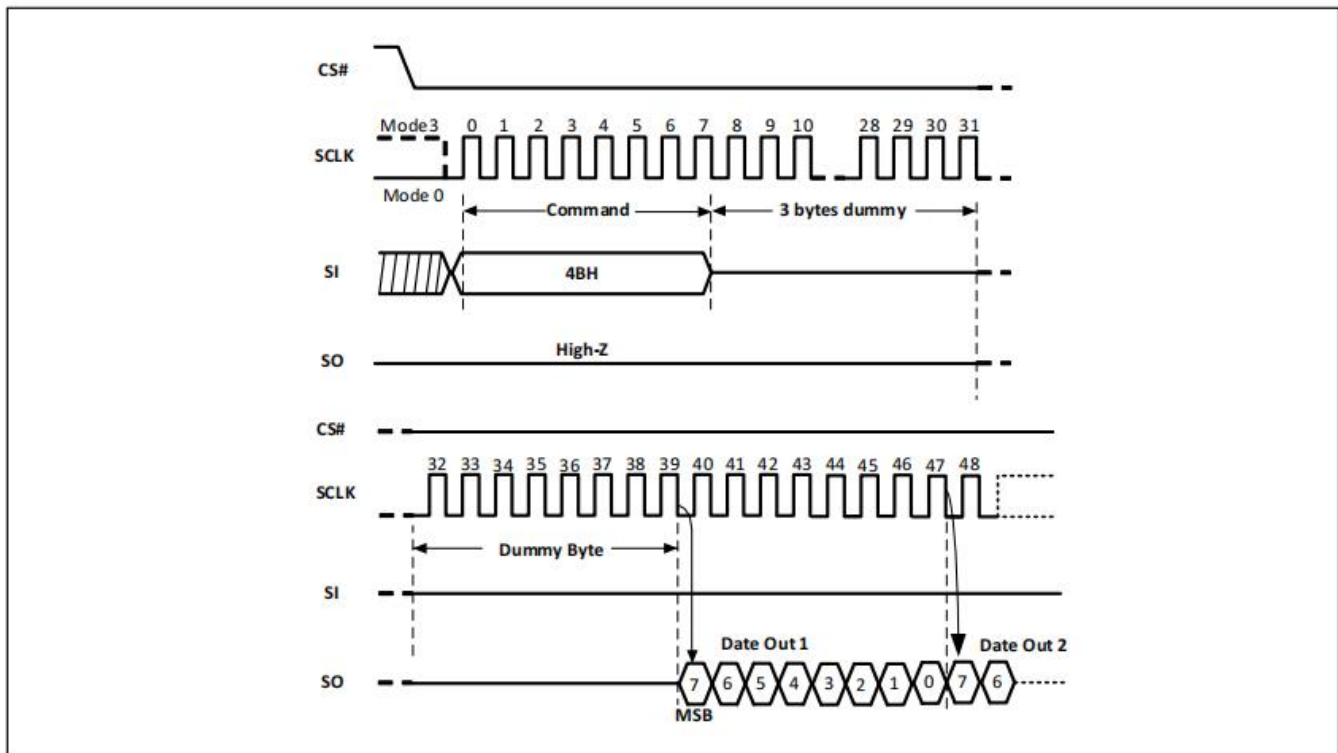 CS#
Mode3 0 1 2 3 4 5 6 7 8 9 10 28 29 30 31
SCLK
Mode 0
Command 3 bytes dummy
SI 4BH
High-Z
SO
CS#
32 33 34 35 36 37 38 39 40 41 42 43 44 45 46 47 48
SCLK
Dummy Byte
SI
Date Out 1 Date Out 2
SO 7 6 5 4 3 2 1 0 7 6
MSB